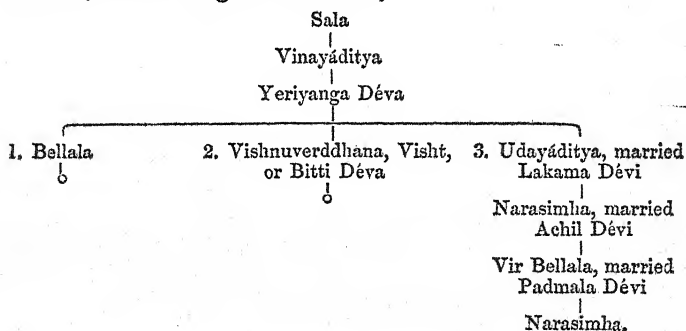 Sala
Vinayáditya
Yeriyanga Déva
1. Bellala
2. Vishnuverddhana, Visht,
or Bitti Déva
3. Udayáditya, married
Lakama Dévi
Narasimha, married
Achil Dévi
Vir Bellala, married
Padmala Dévi
Narasimha.